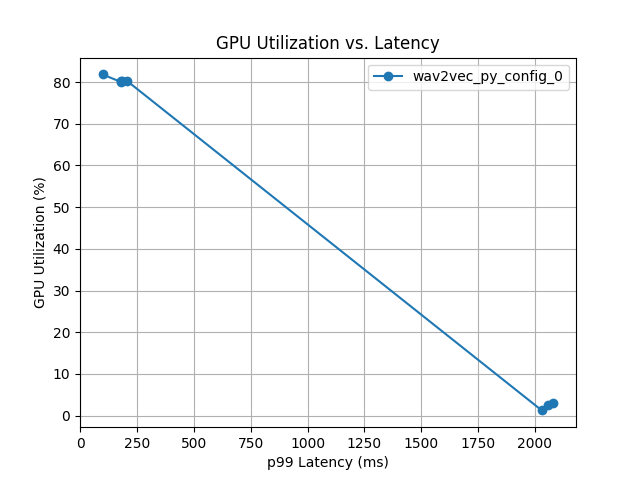 GPU Utilization vs. Latency
wav2vec_py_config_0
GPU Utilization (%)
80
70
60
50
40
30
20
10
0
0 250 500 750 1000 1250 1500 1750 2000
p99 Latency (ms)